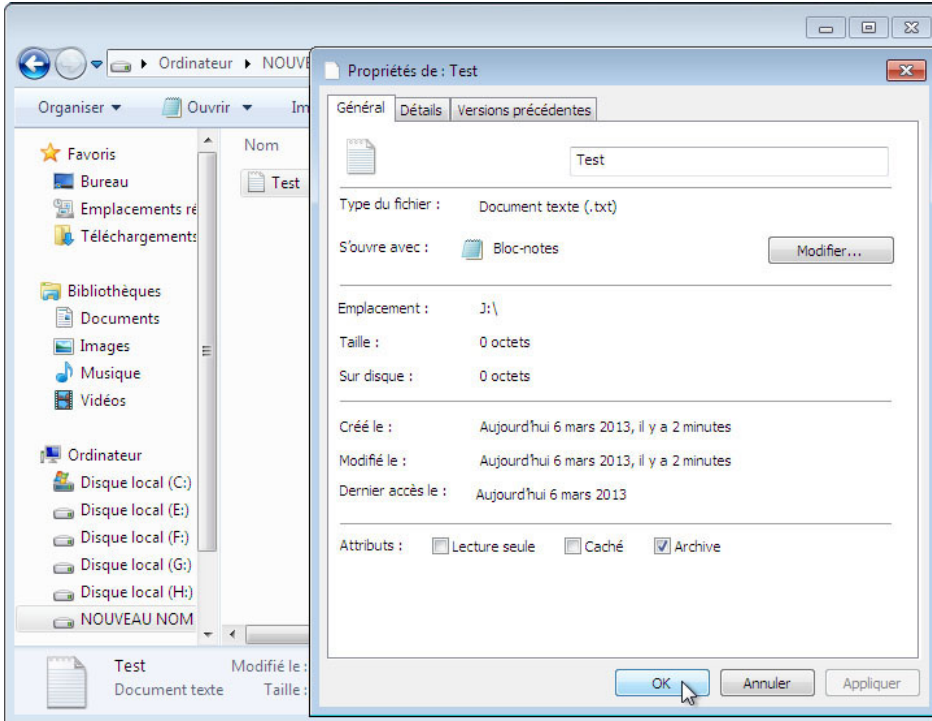 Ordinateur NOUVE
Organiser Ouvrir Im
Favoris
Bureau
Emplacements ré
Téléchargements
Bibliothèques
Documents
Images
Musique
Vidéos
Ordinateur
Disque local (C:)
Disque local (E:)
Disque local (F:)
Disque local (G:)
Disque local (H:)
NOUVEAU NOM
Nom
Test
Test Modifié le :
Document texte Taille :
Propriétés de : Test
Général Détails Versions précédentes
Test
Type du fichier : Document texte (.txt)
S'ouvre avec : Bloc-notes Modifier...
Emplacement : J:\
Taille : 0 octets
Sur disque : 0 octets
Créé le : Aujourd'hui 6 mars 2013, il y a 2 minutes
Modifié le : Aujourd'hui 6 mars 2013, il y a 2 minutes
Dernier accès le : Aujourd'hui 6 mars 2013
Attributs : Lecture seule Caché Archive
OK Annuler Appliquer